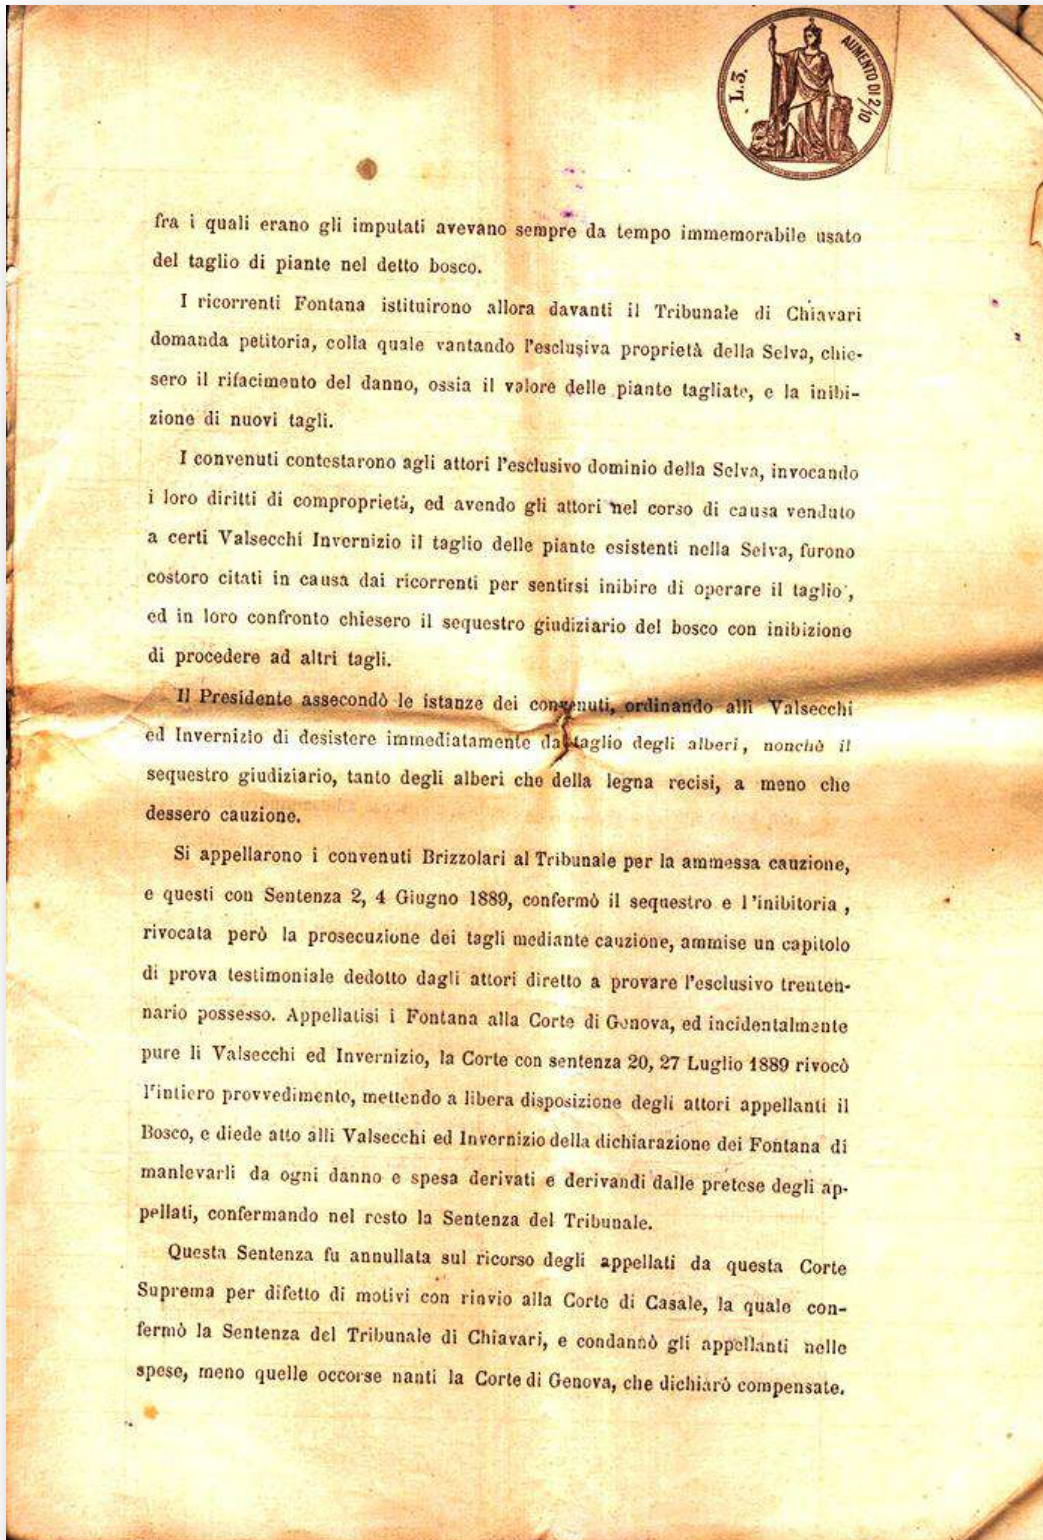 L. 3.
AUMENTO DI 2/10
fra i quali erano gli imputati avevano sempre da tempo immemorabile usato
del taglio di piante nel detto bosco.
I ricorrenti Fontana istituirono allora davanti il Tribunale di Chiavari
domanda petitoria, colla quale vantando l'esclusiva proprietà della Selva, chie-
sero il rifacimento del danno, ossia il valore delle piante tagliate, e la inibi-
zione di nuovi tagli.
I convenuti contestarono agli attori l'esclusivo dominio della Selva, invocando
i loro diritti di comproprietà, ed avendo gli attori nel corso di causa venduto
a certi Valsecchi Invernizio il taglio delle piante esistenti nella Selva, furono
costoro citati in causa dai ricorrenti per sentirsi inibire di operare il taglio,
ed in loro confronto chiesero il sequestro giudiziario del bosco con inibizione
di procedere ad altri tagli.
Il Presidente assecondò le istanze dei convenuti, ordinando alli Valsecchi
ed Invernizio di desistere immediatamente dal taglio degli alberi, nonchè il
sequestro giudiziario, tanto degli alberi che della legna recisi, a meno che
dessero cauzione.
Si appellarono i convenuti Brizzolari al Tribunale per la ammessa cauzione,
e questi con Sentenza 2, 4 Giugno 1889, confermò il sequestro e l'inibitoria,
rivocata però la prosecuzione dei tagli mediante cauzione, ammise un capitolo
di prova testimoniale dedotto dagli attori diretto a provare l'esclusivo trenten-
nario possesso. Appellatisi i Fontana alla Corte di Genova, ed incidentalmente
pure li Valsecchi ed Invernizio, la Corte con sentenza 20, 27 Luglio 1889 rivocò
l'intiero provvedimento, mettendo a libera disposizione degli attori appellanti il
Bosco, e diede atto alli Valsecchi ed Invernizio della dichiarazione dei Fontana di
manlevarli da ogni danno e spesa derivati e derivandi dalle pretese degli ap-
pellati, confermando nel resto la Sentenza del Tribunale.
Questa Sentenza fu annullata sul ricorso degli appellati da questa Corte
Suprema per difetto di motivi con rinvio alla Corte di Casale, la quale con-
fermò la Sentenza del Tribunale di Chiavari, e condannò gli appellanti nelle
spese, meno quelle occorse nanti la Corte di Genova, che dichiarò compensate.